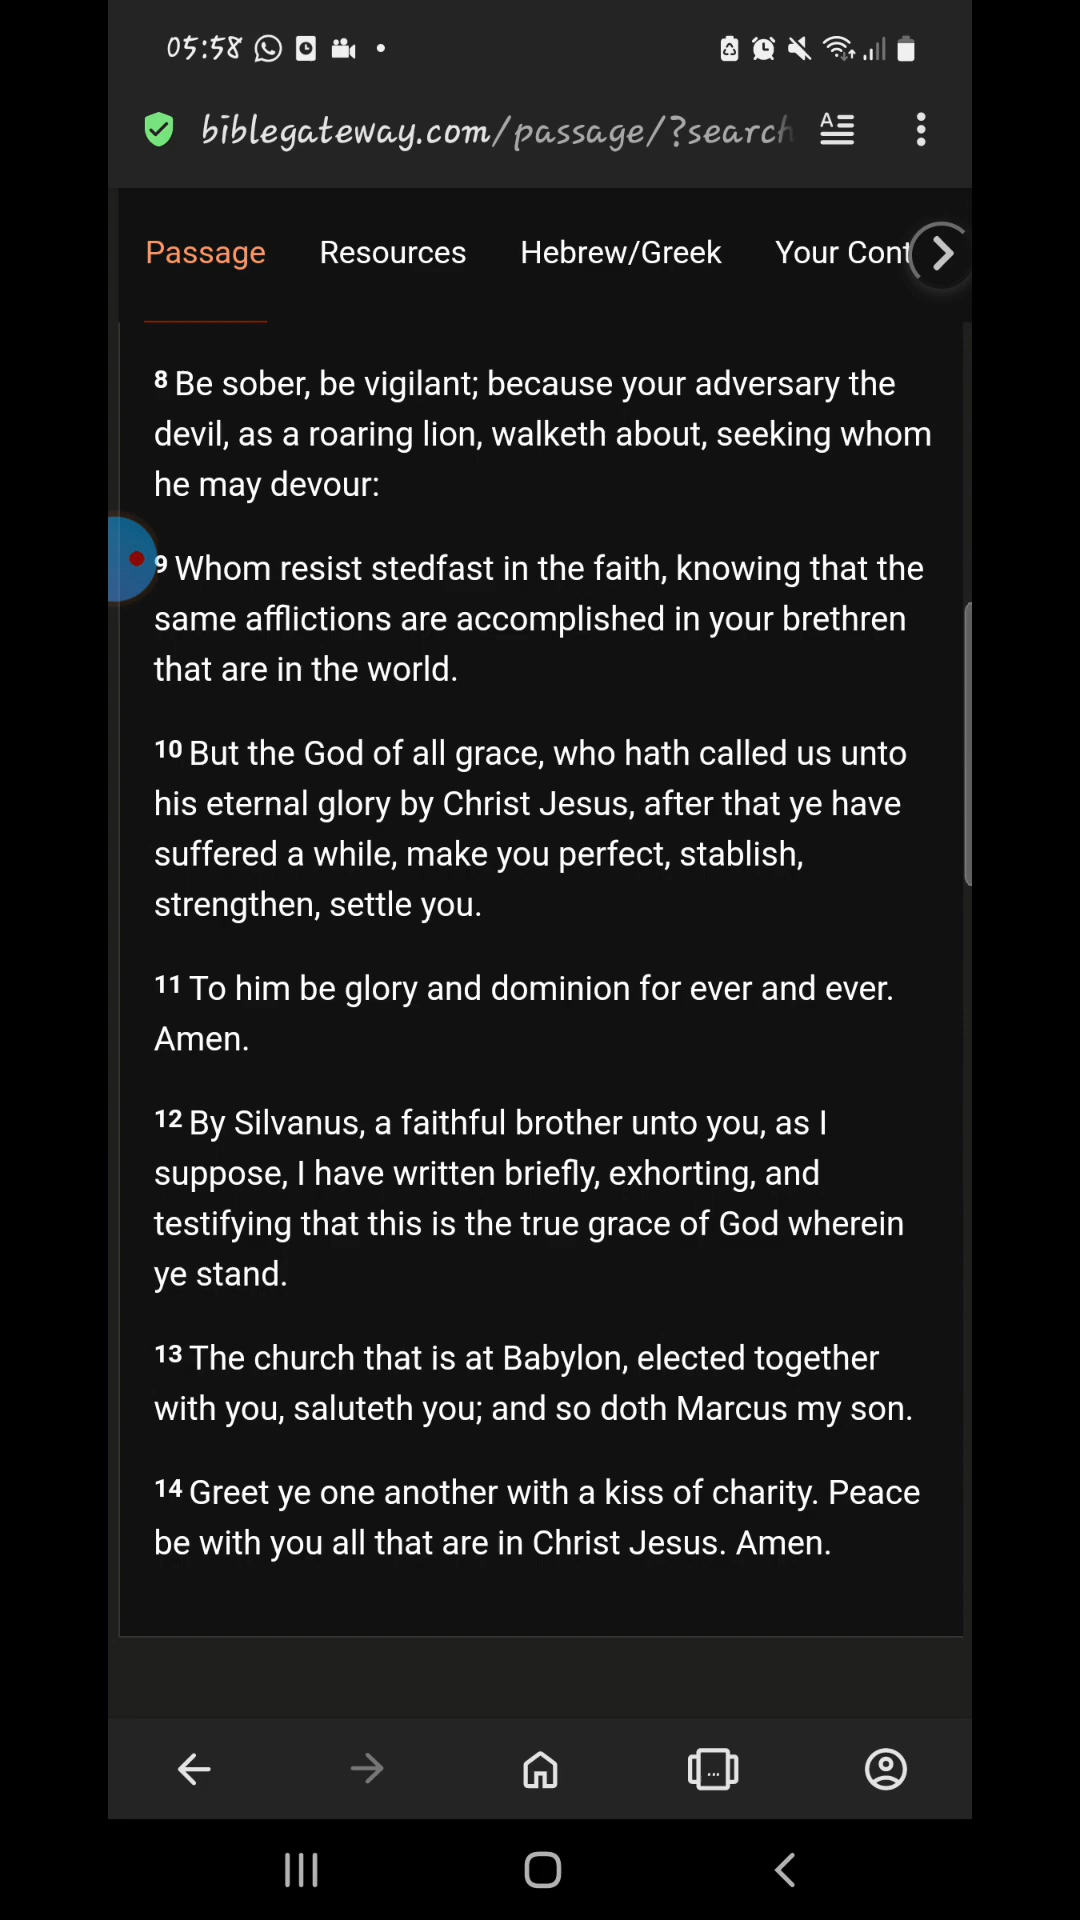 05:58
biblegateway.com/passage/?search
Passage Resources Hebrew/Greek Your Cont
8 Be sober, be vigilant; because your adversary the
devil, as a roaring lion, walketh about, seeking whom
he may devour:
9 Whom resist stedfast in the faith, knowing that the
same afflictions are accomplished in your brethren
that are in the world.
10 But the God of all grace, who hath called us unto
his eternal glory by Christ Jesus, after that ye have
suffered a while, make you perfect, stablish,
strengthen, settle you.
11 To him be glory and dominion for ever and ever.
Amen.
12 By Silvanus, a faithful brother unto you, as I
suppose, I have written briefly, exhorting, and
testifying that this is the true grace of God wherein
ye stand.
13 The church that is at Babylon, elected together
with you, saluteth you; and so doth Marcus my son.
14 Greet ye one another with a kiss of charity. Peace
be with you all that are in Christ Jesus. Amen.